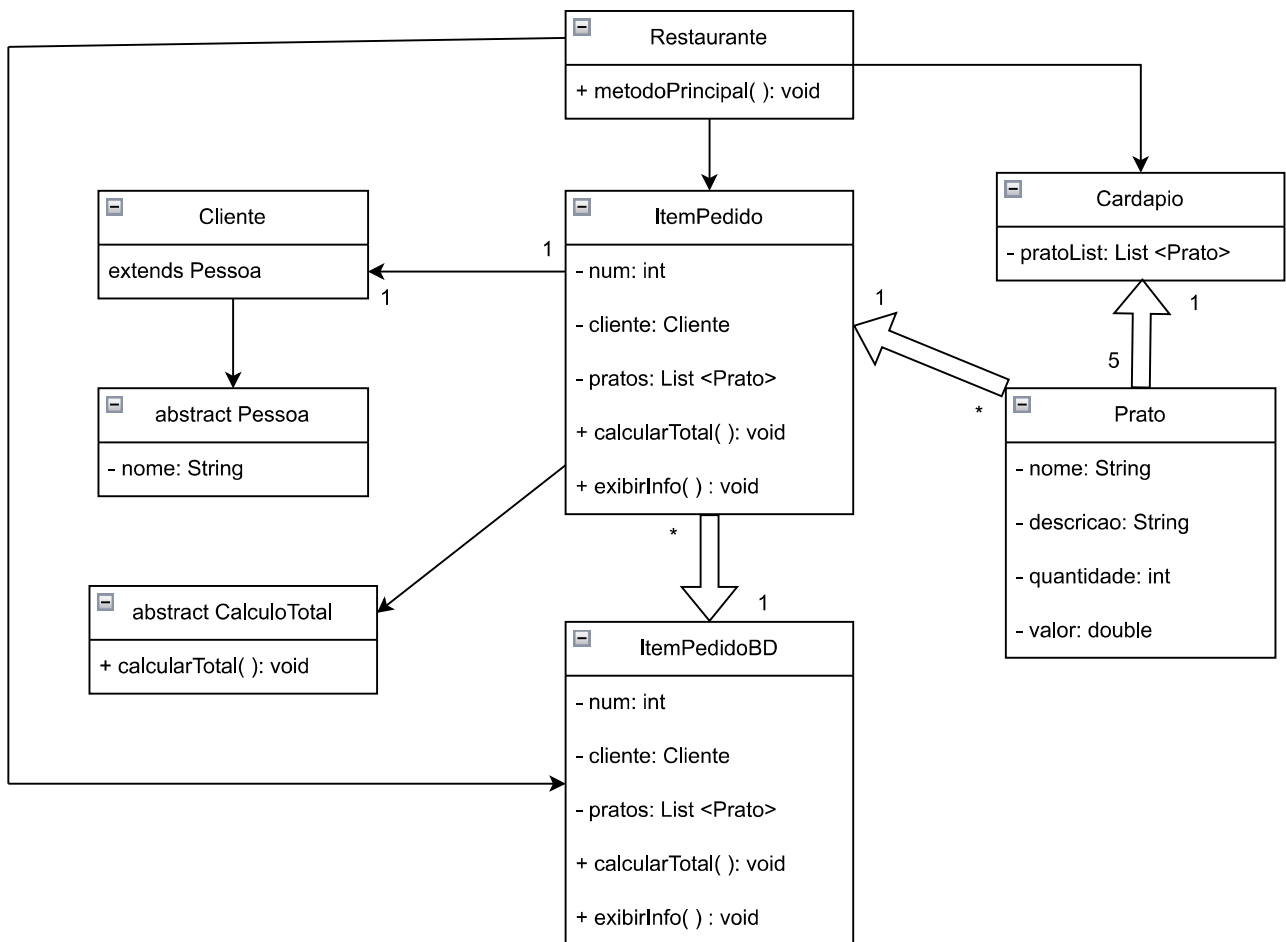 Restaurante
+ metodoPrincipal( ): void
Cliente
extends Pessoa
ItemPedido
- num: int
- cliente: Cliente
- pratos: List <Prato>
+ calcularTotal( ): void
+ exibirInfo( ) : void
Cardapio
- pratoList: List <Prato>
1
1
1
*
1
5
abstract Pessoa
- nome: String
Prato
- nome: String
- descricao: String
- quantidade: int
- valor: double
*
1
abstract CalculoTotal
+ calcularTotal( ): void
ItemPedidoBD
- num: int
- cliente: Cliente
- pratos: List <Prato>
+ calcularTotal( ): void
+ exibirInfo( ) : void